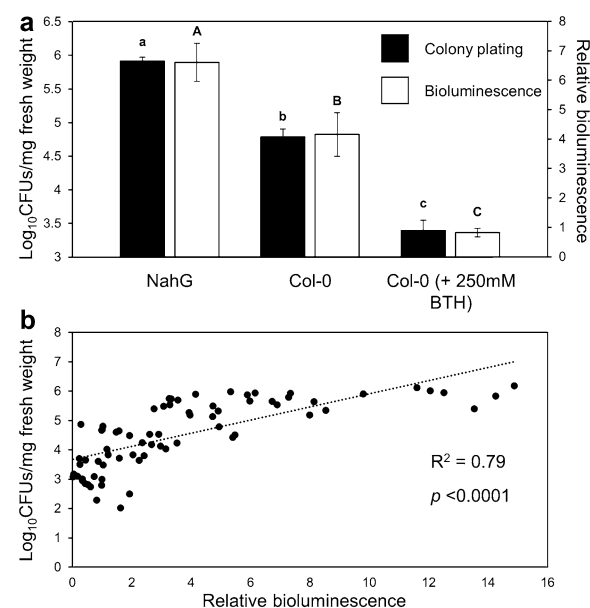 a
Log10CFUs/mg fresh weight
6.5
6
5.5
5
4.5
4
3.5
3
a
A
b
B
c
C
Colony plating
Bioluminescence
8
7
6
5
4
3
2
1
0
Relative bioluminescence
NahG
Col-0
Col-0 (+ 250mM
BTH)
b
Log10CFUs/mg fresh weight
8
7
6
5
4
3
2
1
0
R² = 0.79
p <0.0001
0 2 4 6 8 10 12 14 16
Relative bioluminescence